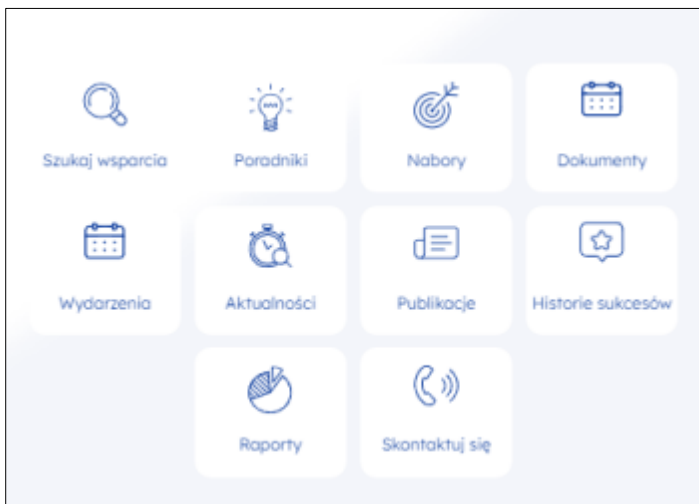 Szukaj wsparcia
Poradniki
Nabory
Dokumenty
Wydarzenia
Aktualności
Publikacje
Historie sukcesów
Raporty
Skontaktuj się